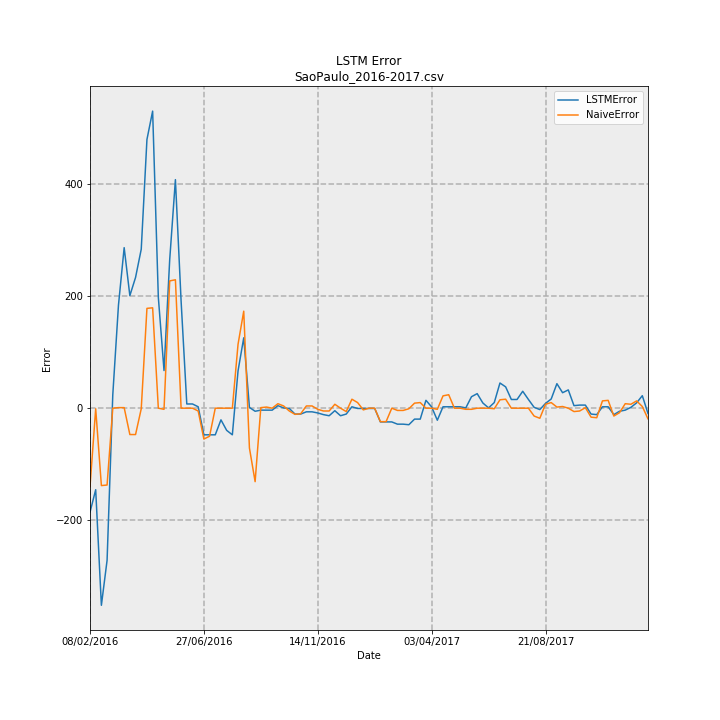 LSTM Error
SaoPaulo_2016-2017.csv
LSTMError
NaiveError
400
200
0
−200
Error
08/02/2016
27/06/2016
14/11/2016
03/04/2017
21/08/2017
Date